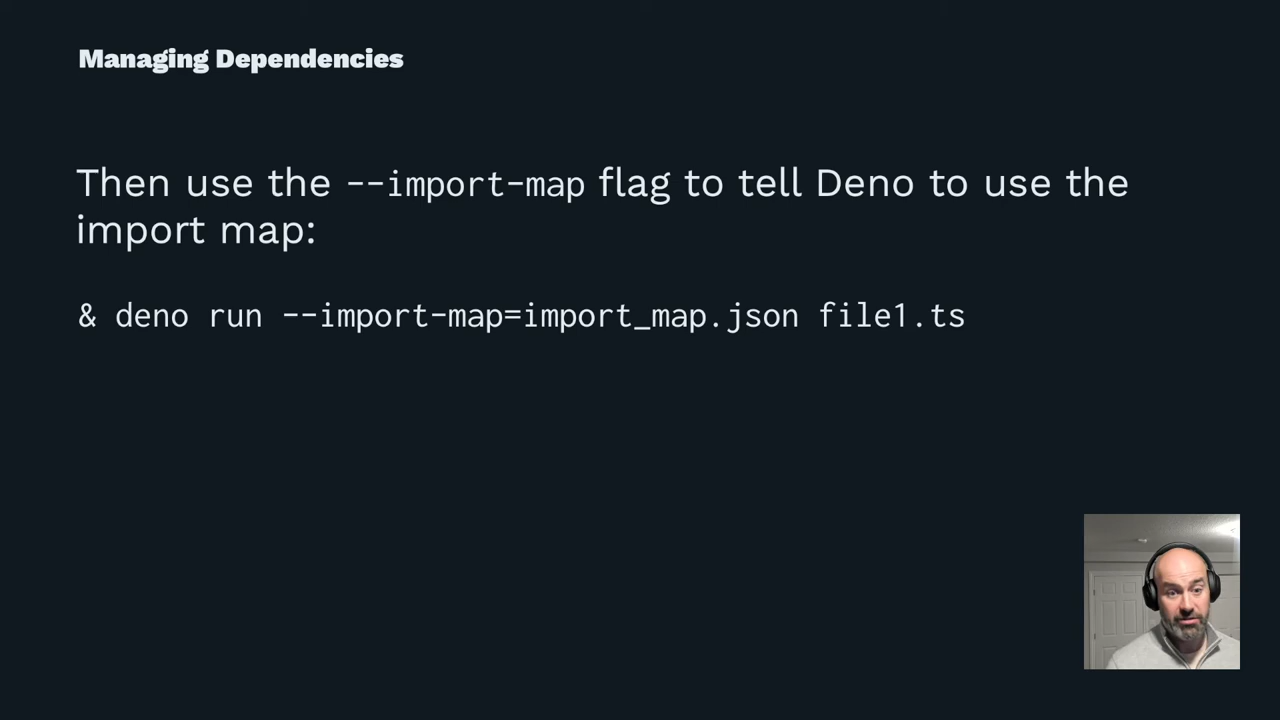 Managing Dependencies
Then use the --import-map flag to tell Deno to use the
import map:
& deno run --import-map=import_map.json file1.ts